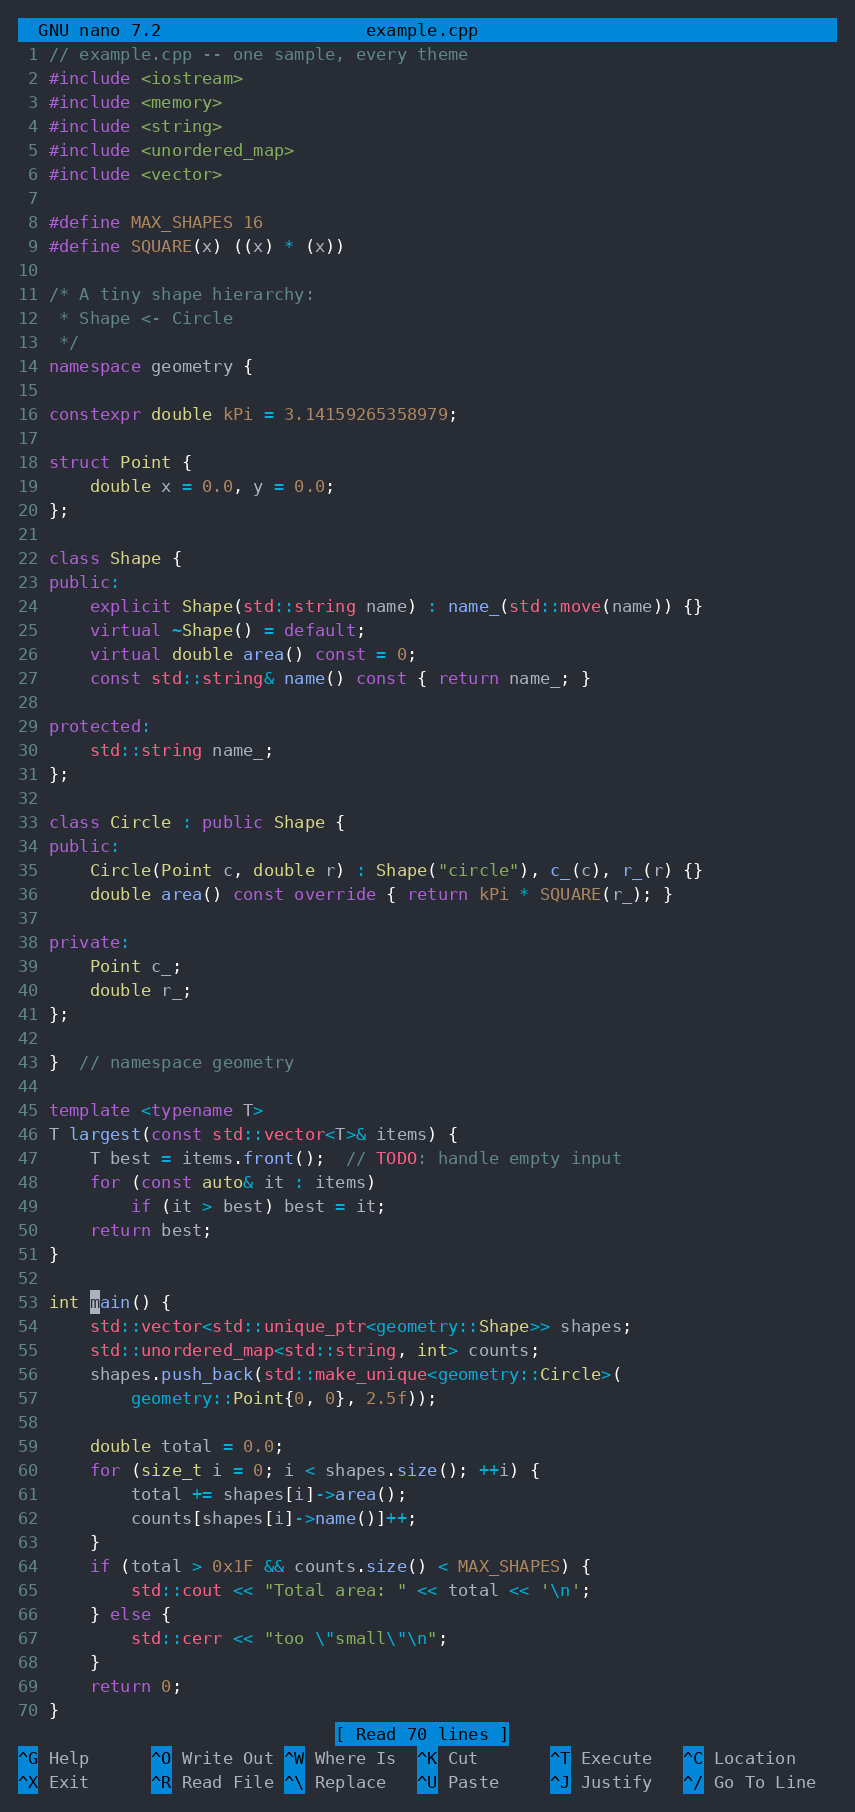 GNU nano 7.2                    example.cpp
 1 // example.cpp -- one sample, every theme
 2 #include <iostream>
 3 #include <memory>
 4 #include <string>
 5 #include <unordered_map>
 6 #include <vector>
 7
 8 #define MAX_SHAPES 16
 9 #define SQUARE(x) ((x) * (x))
10
11 /* A tiny shape hierarchy:
12  * Shape <- Circle
13  */
14 namespace geometry {
15
16 constexpr double kPi = 3.14159265358979;
17
18 struct Point {
19     double x = 0.0, y = 0.0;
20 };
21
22 class Shape {
23 public:
24     explicit Shape(std::string name) : name_(std::move(name)) {}
25     virtual ~Shape() = default;
26     virtual double area() const = 0;
27     const std::string& name() const { return name_; }
28
29 protected:
30     std::string name_;
31 };
32
33 class Circle : public Shape {
34 public:
35     Circle(Point c, double r) : Shape("circle"), c_(c), r_(r) {}
36     double area() const override { return kPi * SQUARE(r_); }
37
38 private:
39     Point c_;
40     double r_;
41 };
42
43 }  // namespace geometry
44
45 template <typename T>
46 T largest(const std::vector<T>& items) {
47     T best = items.front();  // TODO: handle empty input
48     for (const auto& it : items)
49         if (it > best) best = it;
50     return best;
51 }
52
53 int main() {
54     std::vector<std::unique_ptr<geometry::Shape>> shapes;
55     std::unordered_map<std::string, int> counts;
56     shapes.push_back(std::make_unique<geometry::Circle>(
57         geometry::Point{0, 0}, 2.5f));
58
59     double total = 0.0;
60     for (size_t i = 0; i < shapes.size(); ++i) {
61         total += shapes[i]->area();
62         counts[shapes[i]->name()]++;
63     }
64     if (total > 0x1F && counts.size() < MAX_SHAPES) {
65         std::cout << "Total area: " << total << '\n';
66     } else {
67         std::cerr << "too \"small\"\n";
68     }
69     return 0;
70 }
[ Read 70 lines ]
^G Help      ^O Write Out ^W Where Is  ^K Cut       ^T Execute   ^C Location
^X Exit      ^R Read File ^\ Replace   ^U Paste     ^J Justify   ^/ Go To Line